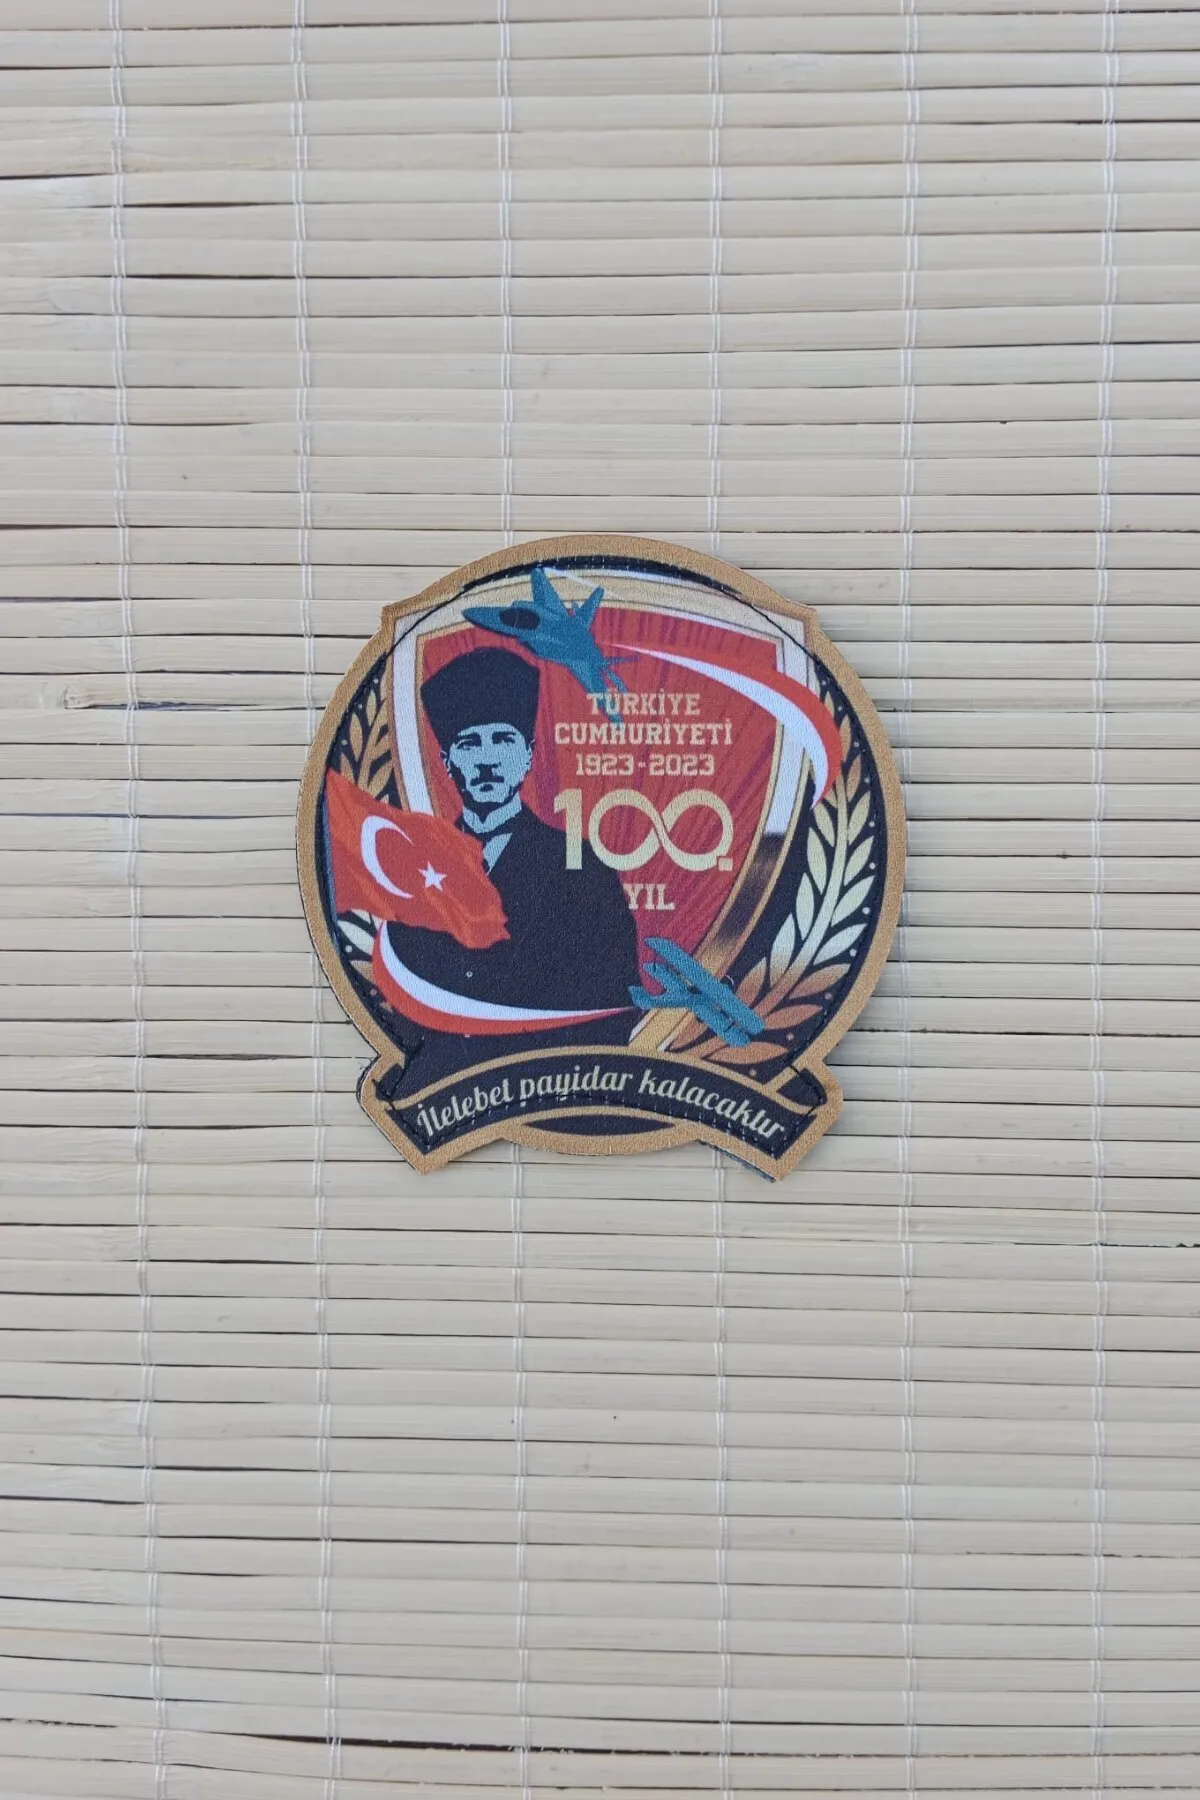 TÜRKİYE
CUMHURİYETİ
1923-2023
100.
YIL
İlelebet payidar kalacaktır